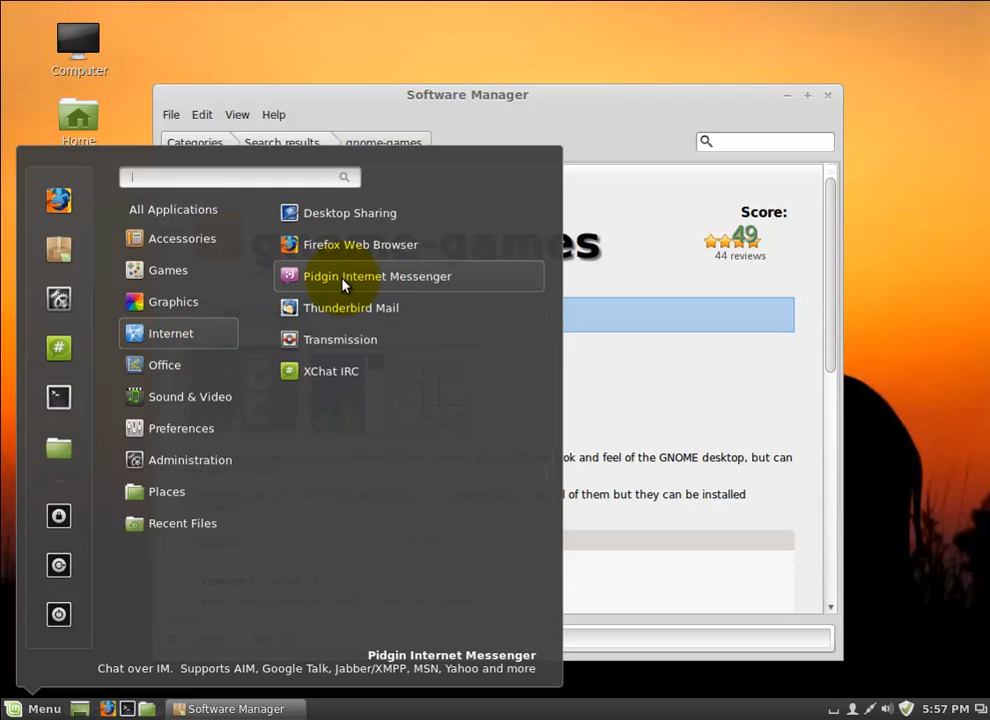 Computer
Home
Software Manager
File Edit View Help
Categories Search results gnome-games
gnome-games
Score:
49
44 reviews
look and feel of the GNOME desktop, but can
of them but they can be installed
All Applications
Accessories
Games
Graphics
Internet
Office
Sound & Video
Preferences
Administration
Places
Recent Files
Desktop Sharing
Firefox Web Browser
Pidgin Internet Messenger
Thunderbird Mail
Transmission
XChat IRC
Pidgin Internet Messenger
Chat over IM. Supports AIM, Google Talk, Jabber/XMPP, MSN, Yahoo and more
Menu Software Manager 5:57 PM